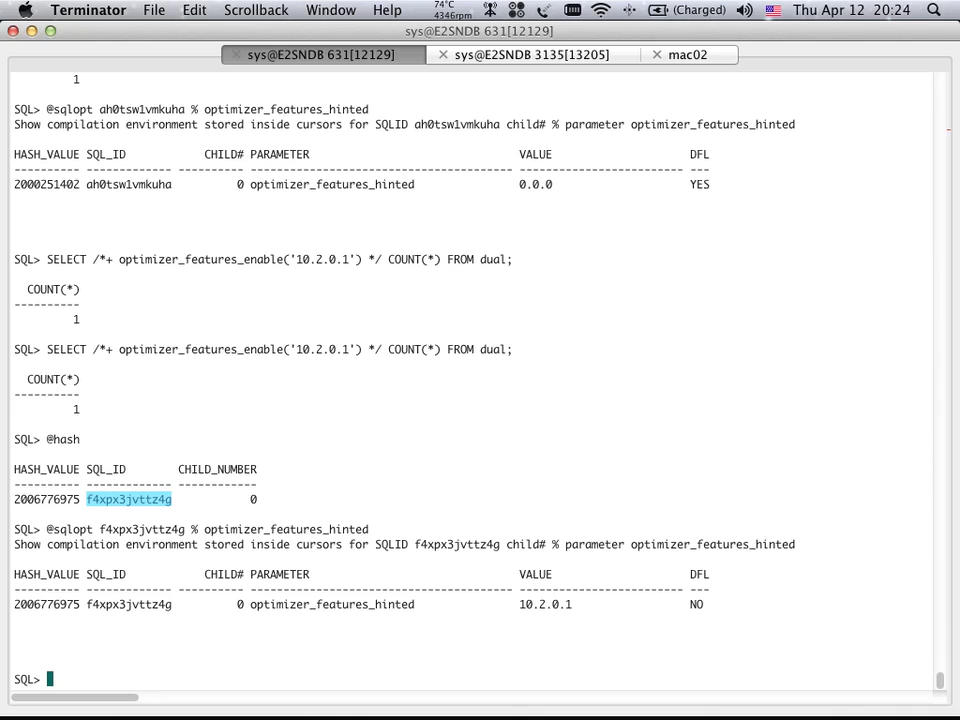 Terminator File Edit Scrollback Window Help 74°C 4346rpm (Charged) Thu Apr 12 20:24
sys@E2SNDB 631[12129]
sys@E2SNDB 631[12129] sys@E2SNDB 3135[13205] mac02
1
SQL> @sqlopt ah0tsw1vmkuha % optimizer_features_hinted
Show compilation environment stored inside cursors for SQLID ah0tsw1vmkuha child# % parameter optimizer_features_hinted
HASH_VALUE SQL_ID CHILD# PARAMETER VALUE DFL
---------- ------------- ---------- ---------------------------------------- ------------------------- ---
2000251402 ah0tsw1vmkuha 0 optimizer_features_hinted 0.0.0 YES
SQL> SELECT /*+ optimizer_features_enable('10.2.0.1') */ COUNT(*) FROM dual;
COUNT(*)
----------
1
SQL> SELECT /*+ optimizer_features_enable('10.2.0.1') */ COUNT(*) FROM dual;
COUNT(*)
----------
1
SQL> @hash
HASH_VALUE SQL_ID CHILD_NUMBER
---------- ------------- ------------
2006776975 f4xpx3jvttz4g 0
SQL> @sqlopt f4xpx3jvttz4g % optimizer_features_hinted
Show compilation environment stored inside cursors for SQLID f4xpx3jvttz4g child# % parameter optimizer_features_hinted
HASH_VALUE SQL_ID CHILD# PARAMETER VALUE DFL
---------- ------------- ---------- ---------------------------------------- ------------------------- ---
2006776975 f4xpx3jvttz4g 0 optimizer_features_hinted 10.2.0.1 NO
SQL>